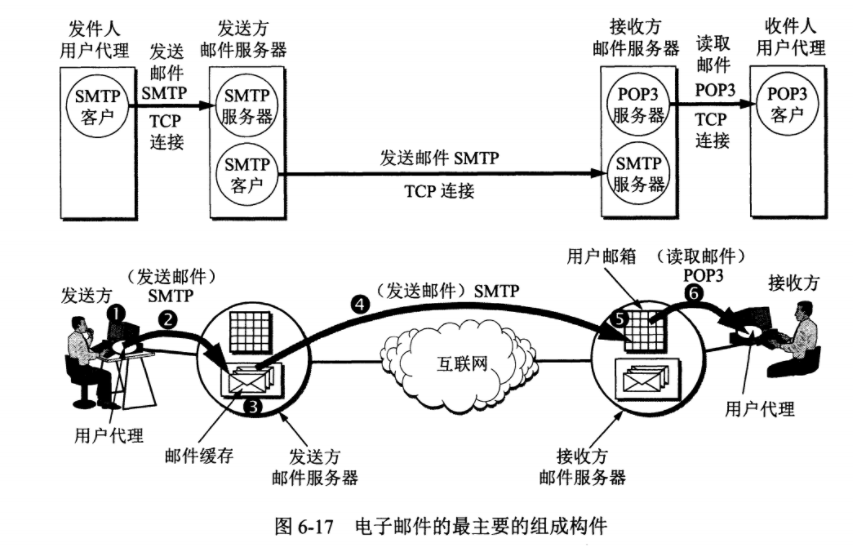 发件人
用户代理
发送
邮件
SMTP
TCP
连接
发送方
邮件服务器
SMTP
客户
SMTP
服务器
SMTP
客户
发送邮件 SMTP
TCP 连接
接收方
邮件服务器
POP3
服务器
SMTP
服务器
读取
邮件
POP3
TCP
连接
收件人
用户代理
POP3
客户
发送方
❶
(发送邮件)
SMTP
❷
❸
❹
(发送邮件) SMTP
互联网
用户邮箱
(读取邮件)
POP3
❺
❻
接收方
用户代理
邮件缓存
发送方
邮件服务器
接收方
邮件服务器
用户代理
图 6-17 电子邮件的最主要的组成构件